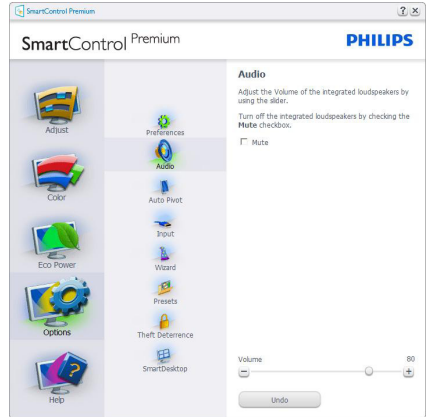 SmartControl Premium
SmartControl Premium
PHILIPS
Adjust
Color
Eco Power
Options
Help
Preferences
Audio
Auto Pivot
Input
Wizard
Presets
Theft Deterrence
SmartDesktop
Audio
Adjust the Volume of the integrated loudspeakers by
using the slider.
Turn off the integrated loudspeakers by checking the
Mute checkbox.
Mute
Volume 80
Undo